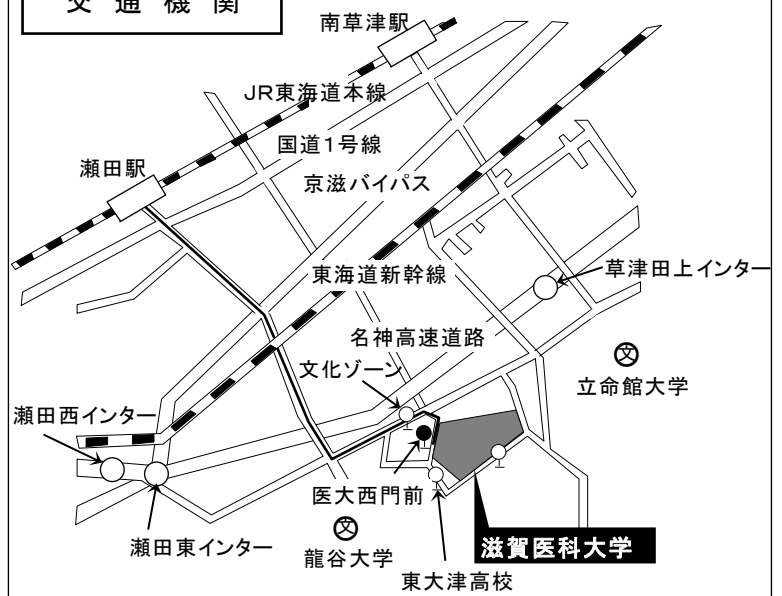 交通機関
南草津駅
JR東海道本線
国道1号線
瀬田駅
京滋バイパス
東海道新幹線
草津田上インター
名神高速道路
文化ゾーン
文
立命館大学
瀬田西インター
医大西門前
文
瀬田東インター
龍谷大学
滋賀医科大学
東大津高校